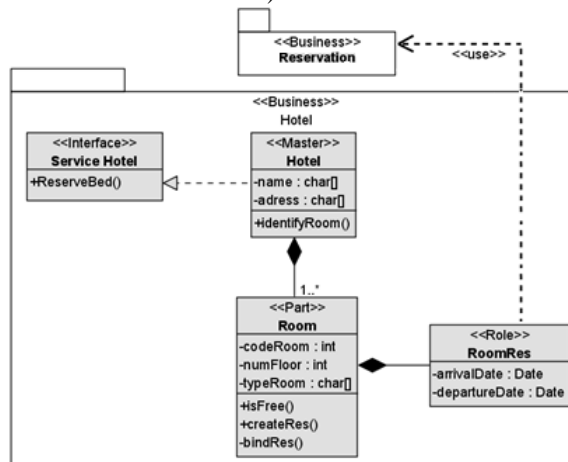 )
<<Business>>
Reservation
<<use>>
<<Business>>
Hotel
<<Interface>>
Service Hotel
+ReserveBed()
<<Master>>
Hotel
-name : char[]
-adress : char[]
+identifyRoom()
1..*
<<Part>>
Room
-codeRoom : int
-numFloor : int
-typeRoom : char[]
+isFree()
+createRes()
-bindRes()
<<Role>>
RoomRes
-arrivalDate : Date
-departureDate : Date